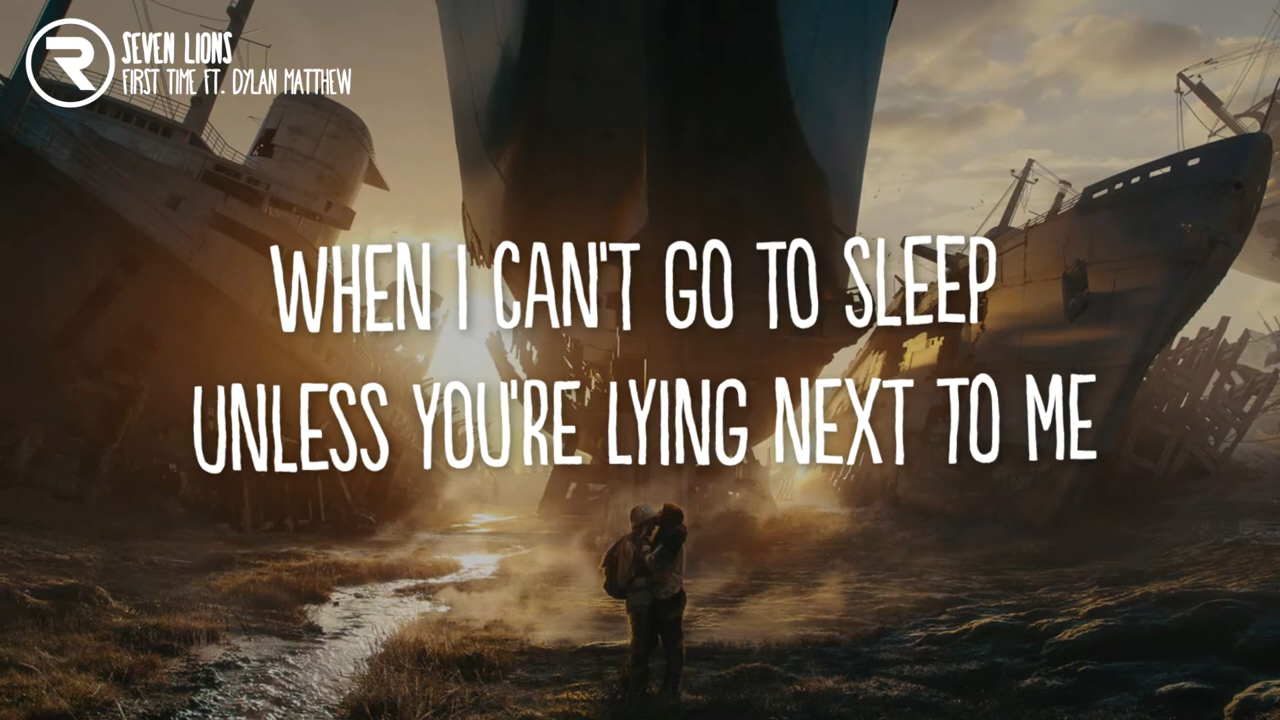 SEVEN LIONS
FIRST TIME FT. DYLAN MATTHEW
WHEN I CAN'T GO TO SLEEP
UNLESS YOU'RE LYING NEXT TO ME